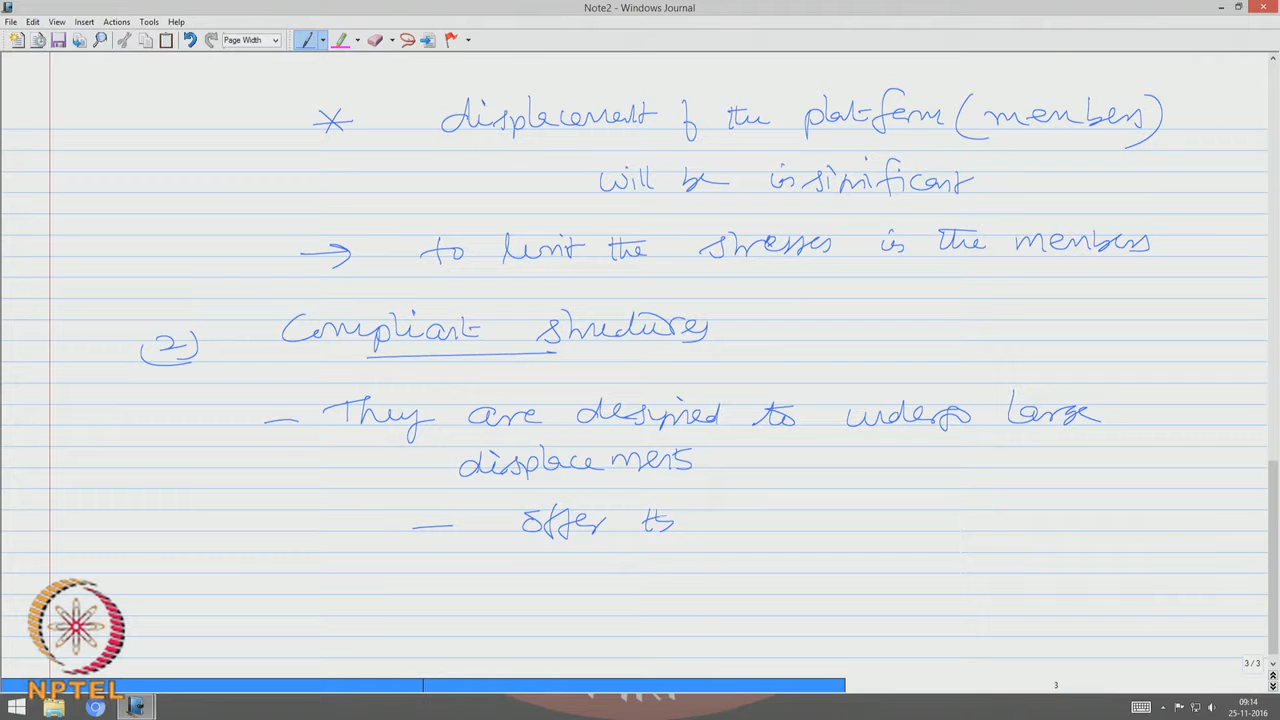 Note2 - Windows Journal
File Edit View Insert Actions Tools Help
Page Width
* displacement of the platform (members)
will be insignificant
→ to limit the stresses in the members
(2) Compliant structures
- They are designed to undergo large
displacement
- offer
3/3
3
NPTEL
09:14
25-11-2016